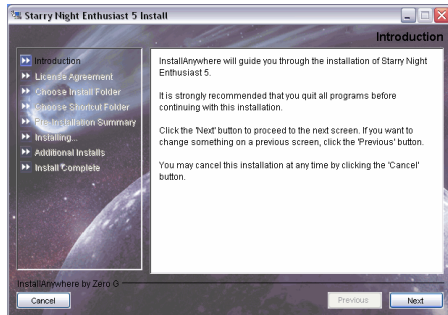 Starry Night Enthusiast 5 Install
Introduction
Introduction
License Agreement
Choose Install Folder
Choose Shortcut Folder
Pre-Installation Summary
Installing...
Additional Installs
Install Complete
InstallAnywhere will guide you through the installation of Starry Night
Enthusiast 5.
It is strongly recommended that you quit all programs before
continuing with this installation.
Click the 'Next' button to proceed to the next screen. If you want to
change something on a previous screen, click the 'Previous' button.
You may cancel this installation at any time by clicking the 'Cancel'
button.
InstallAnywhere by Zero G
Cancel
Previous
Next